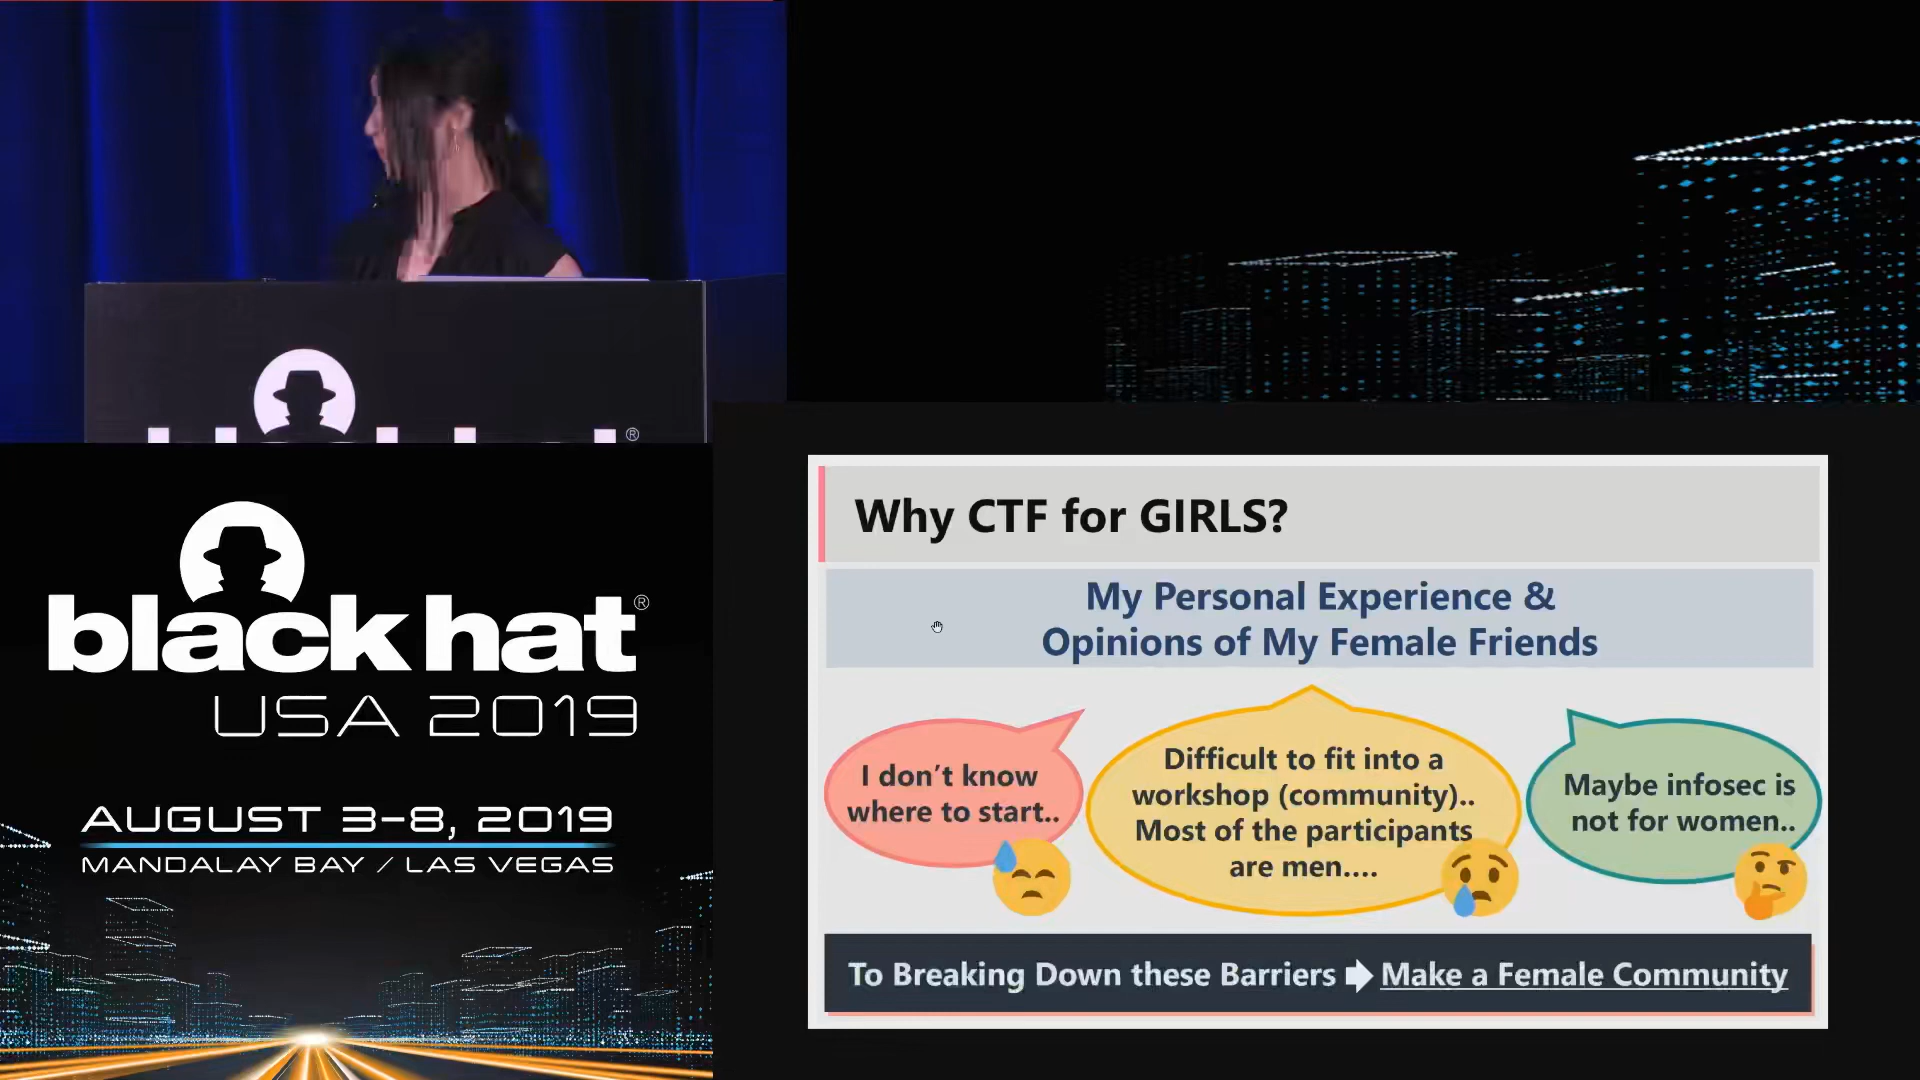 ®
blackhat®
USA 2019
AUGUST 3-8, 2019
MANDALAY BAY / LAS VEGAS
Why CTF for GIRLS?
My Personal Experience &
Opinions of My Female Friends
I don't know
where to start..
Difficult to fit into a
workshop (community)..
Most of the participants
are men....
Maybe infosec is
not for women..
To Breaking Down these Barriers ➡ Make a Female Community